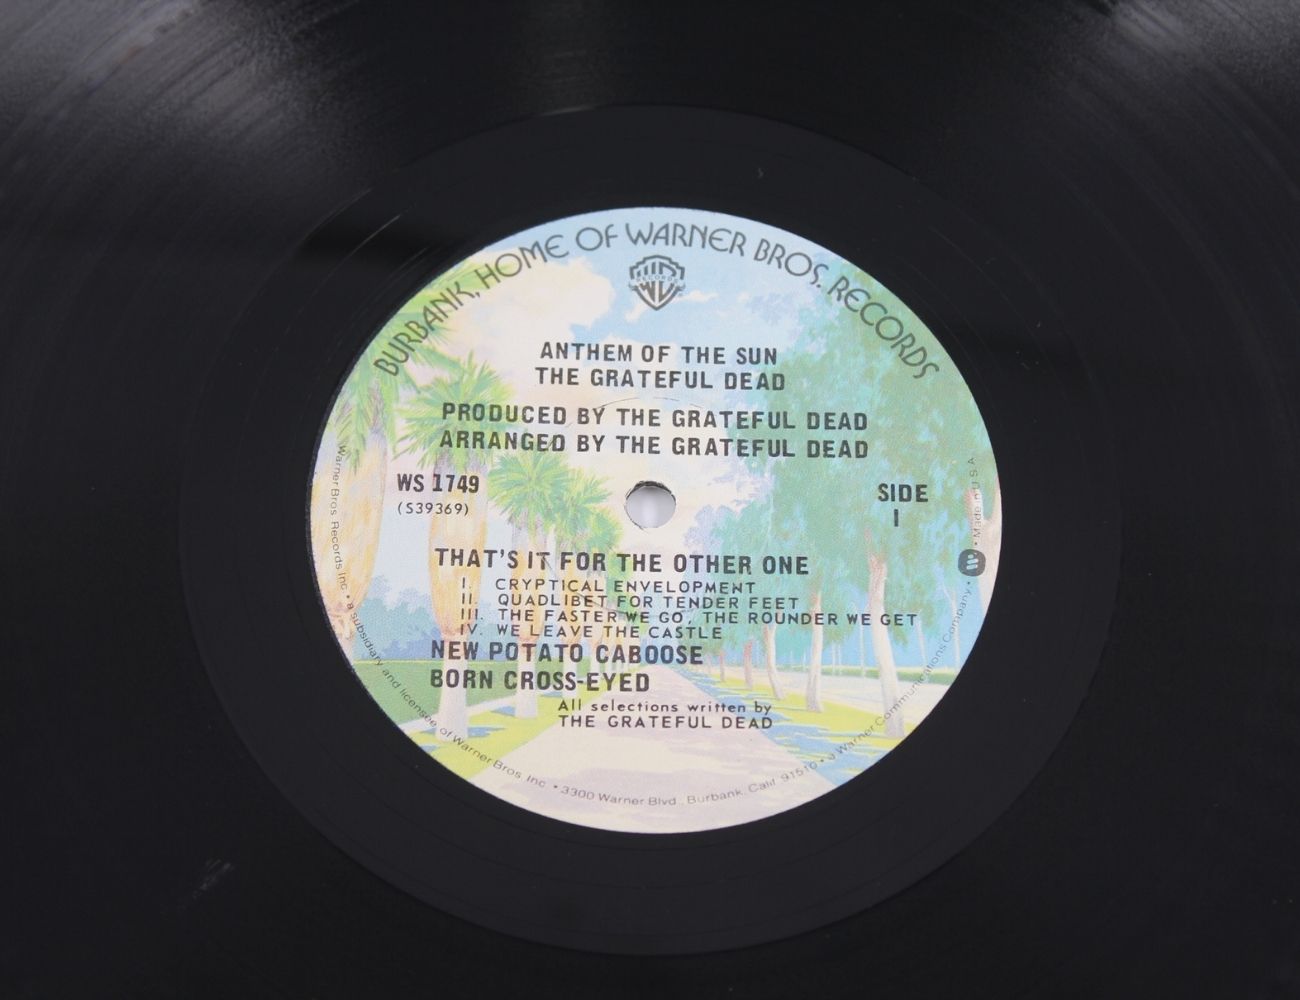 BURBANK, HOME OF WARNER BROS. RECORDS
WB
RECORDS
ANTHEM OF THE SUN
THE GRATEFUL DEAD
PRODUCED BY THE GRATEFUL DEAD
ARRANGED BY THE GRATEFUL DEAD
WS 1749
(S39369)
SIDE
1
THAT'S IT FOR THE OTHER ONE
I. CRYPTICAL ENVELOPMENT
II. QUADLIBET FOR TENDER FEET
III. THE FASTER WE GO, THE ROUNDER WE GET
IV. WE LEAVE THE CASTLE
NEW POTATO CABOOSE
BORN CROSS-EYED
All selections written by
THE GRATEFUL DEAD
Warner Bros. Records Inc. • a subsidiary and licensee of Warner Bros. Inc. • 3300 Warner Blvd., Burbank, Calif. 91510 • a Warner Communications Company • Made in U.S.A.